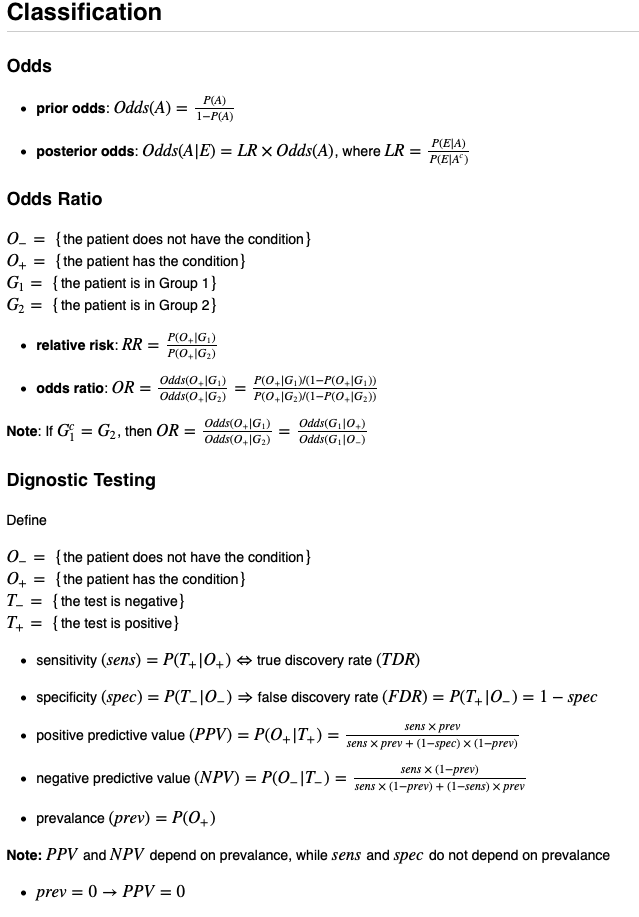 Classification
Odds
• prior odds: Odds(A) = P(A) / 1−P(A)
• posterior odds: Odds(A|E) = LR × Odds(A), where LR = P(E|A) / P(E|Aᶜ)
Odds Ratio
O₋ = {the patient does not have the condition}
O₊ = {the patient has the condition}
G₁ = {the patient is in Group 1}
G₂ = {the patient is in Group 2}
• relative risk: RR = P(O₊|G₁) / P(O₊|G₂)
• odds ratio: OR = Odds(O₊|G₁) / Odds(O₊|G₂) = P(O₊|G₁)/(1−P(O₊|G₁)) / P(O₊|G₂)/(1−P(O₊|G₂))
Note: If G₁ᶜ = G₂, then OR = Odds(O₊|G₁) / Odds(O₊|G₂) = Odds(G₁|O₊) / Odds(G₁|O₋)
Dignostic Testing
Define
O₋ = {the patient does not have the condition}
O₊ = {the patient has the condition}
T₋ = {the test is negative}
T₊ = {the test is positive}
• sensitivity (sens) = P(T₊|O₊) ⇔ true discovery rate (TDR)
• specificity (spec) = P(T₋|O₋) ⇒ false discovery rate (FDR) = P(T₊|O₋) = 1 − spec
• positive predictive value (PPV) = P(O₊|T₊) = sens × prev / sens × prev + (1−spec) × (1−prev)
• negative predictive value (NPV) = P(O₋|T₋) = sens × (1−prev) / sens × (1−prev) + (1−sens) × prev
• prevalance (prev) = P(O₊)
Note: PPV and NPV depend on prevalance, while sens and spec do not depend on prevalance
• prev = 0 → PPV = 0